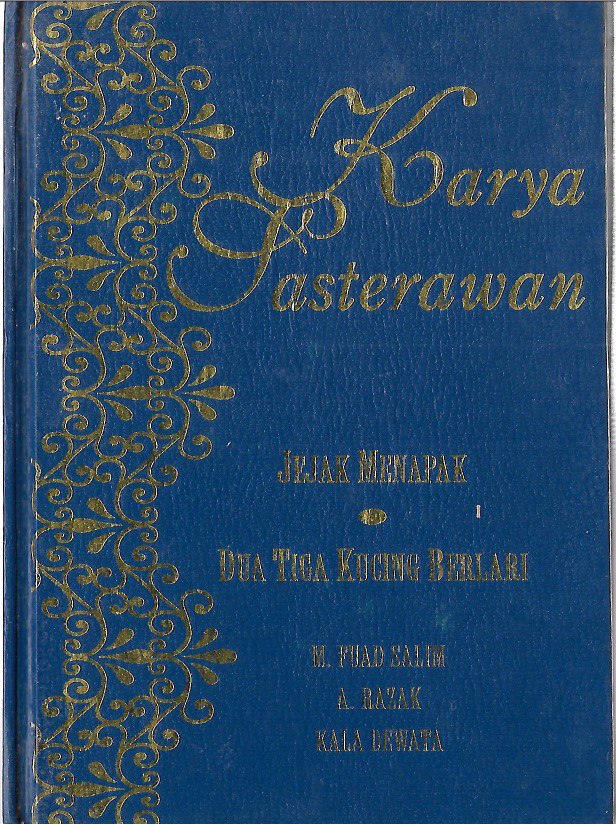 Karya
Sasterawan
JEJAK MENAPAK
DUA TIGA KUCING BERLARI
M. FUAD SALIM
A. RAZAK
KALA DEWATA